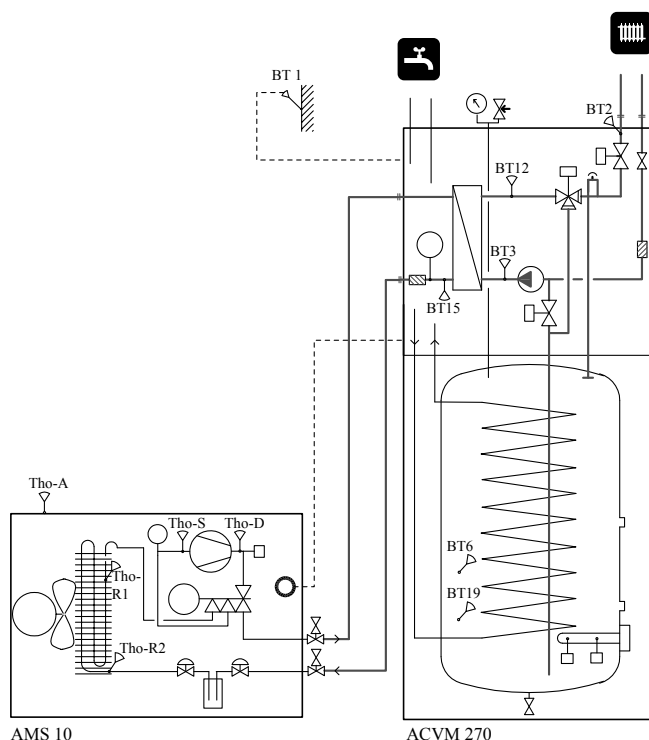 BT 1
BT2
BT12
BT3
BT15
Tho-A
Tho-S
Tho-D
BT6
Tho-
R1
BT19
Tho-R2
AMS 10
ACVM 270